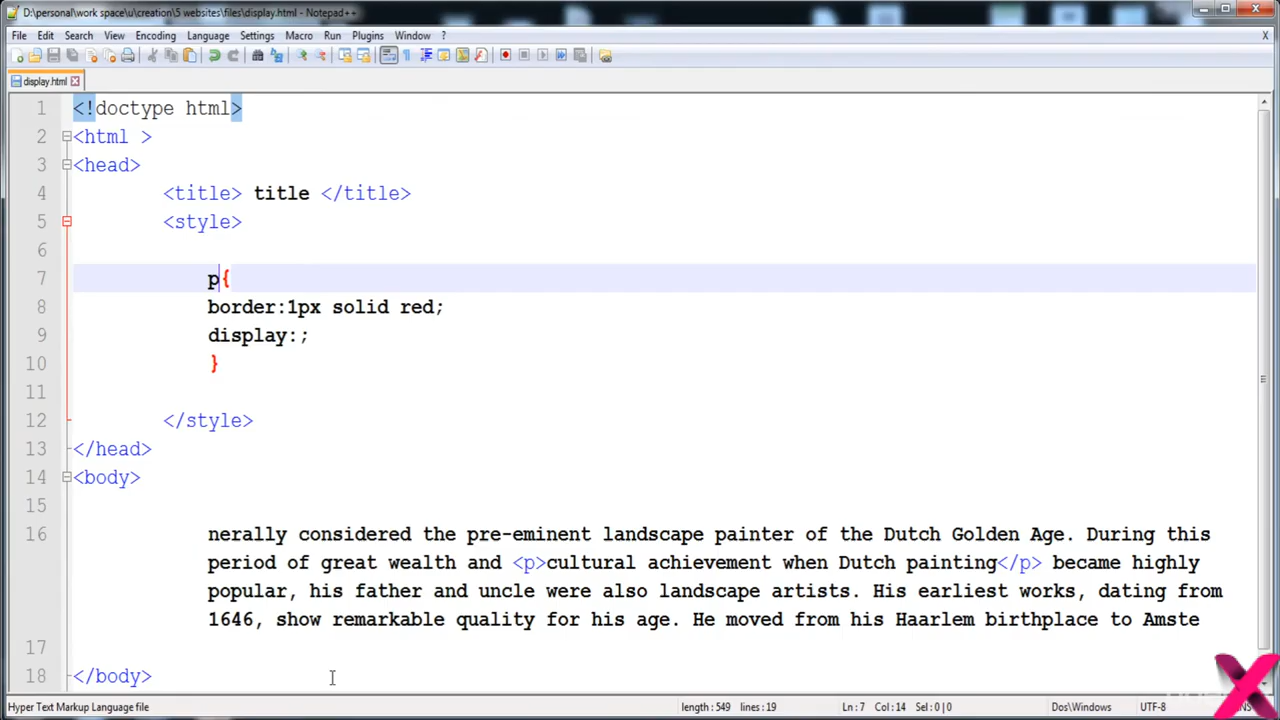 D:\personal\work space\u\creation\5 websites\files\display.html - Notepad++
File Edit Search View Encoding Language Settings Macro Run Plugins Window ? X
display.html
1 <!doctype html>
2 <html >
3 <head>
4 <title> title </title>
5 <style>
6
7 p{
8 border:1px solid red;
9 display:;
10 }
11
12 </style>
13 </head>
14 <body>
15
16 nerally considered the pre-eminent landscape painter of the Dutch Golden Age. During this
period of great wealth and <p>cultural achievement when Dutch painting</p> became highly
popular, his father and uncle were also landscape artists. His earliest works, dating from
1646, show remarkable quality for his age. He moved from his Haarlem birthplace to Amste
17
18 </body>
Hyper Text Markup Language file length : 549 lines : 19 Ln : 7 Col : 14 Sel : 0 | 0 Dos\Windows UTF-8